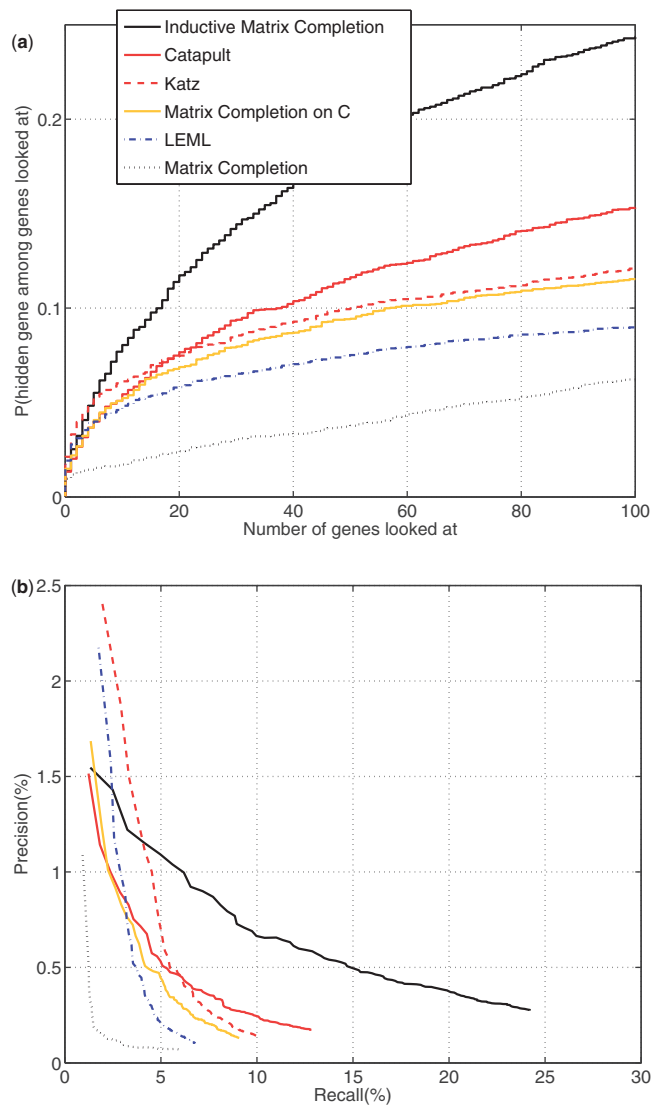 (a)
Inductive Matrix Completion
Catapult
Katz
Matrix Completion on C
LEML
Matrix Completion
P(hidden gene among genes looked at)
0.2
0.1
0
0 20 40 60 80 100
Number of genes looked at
(b)
Precision(%)
2.5
2
1.5
1
0.5
0
0 5 10 15 20 25 30
Recall(%)